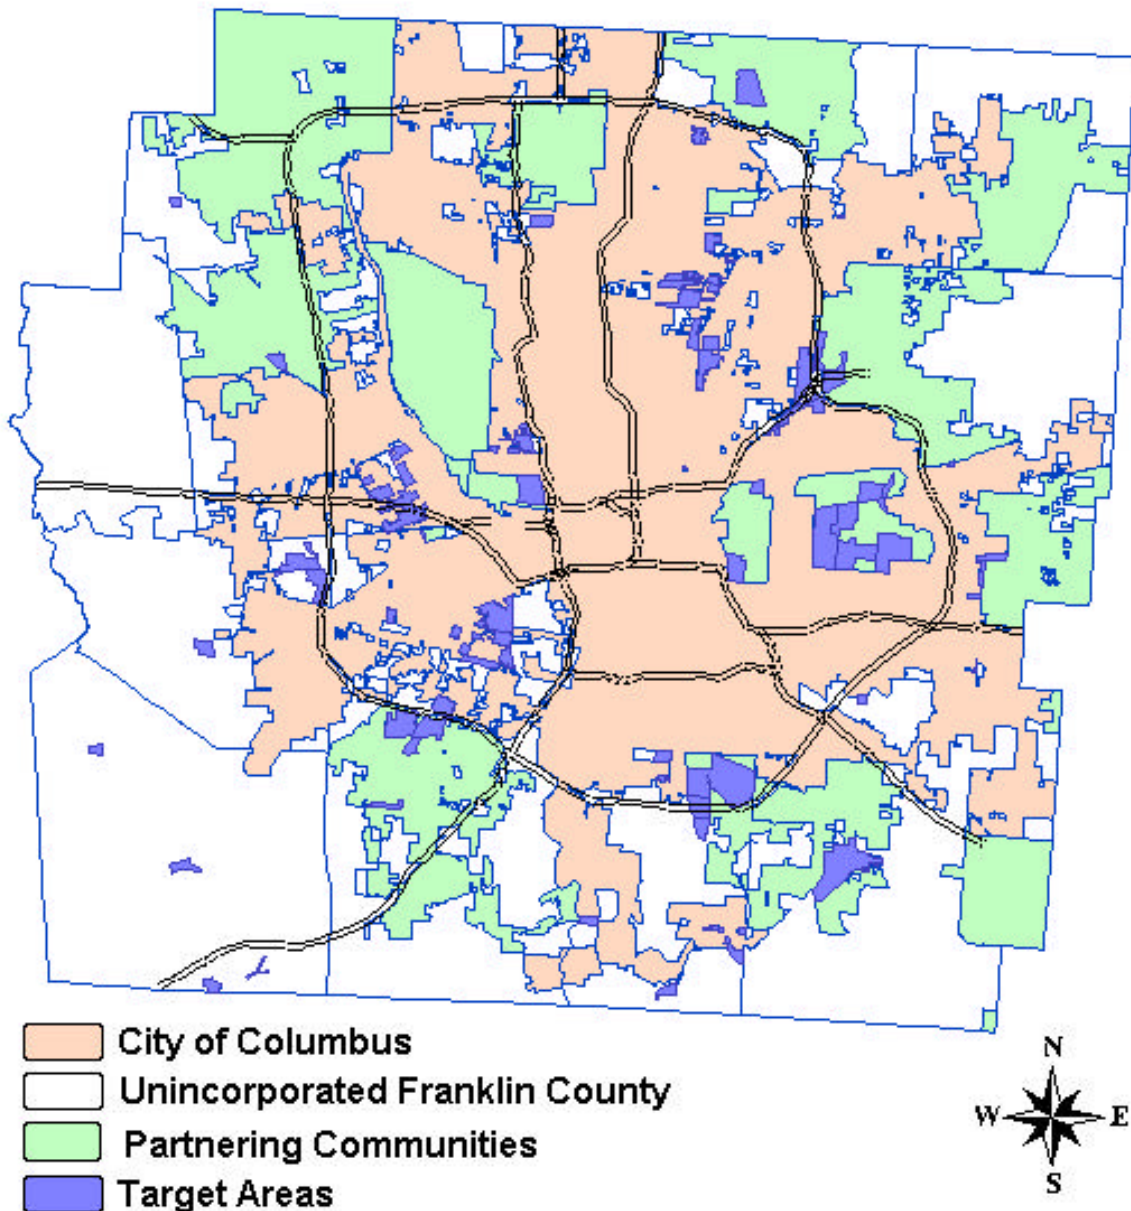 City of Columbus
Unincorporated Franklin County
Partnering Communities
Target Areas
N
W E
S